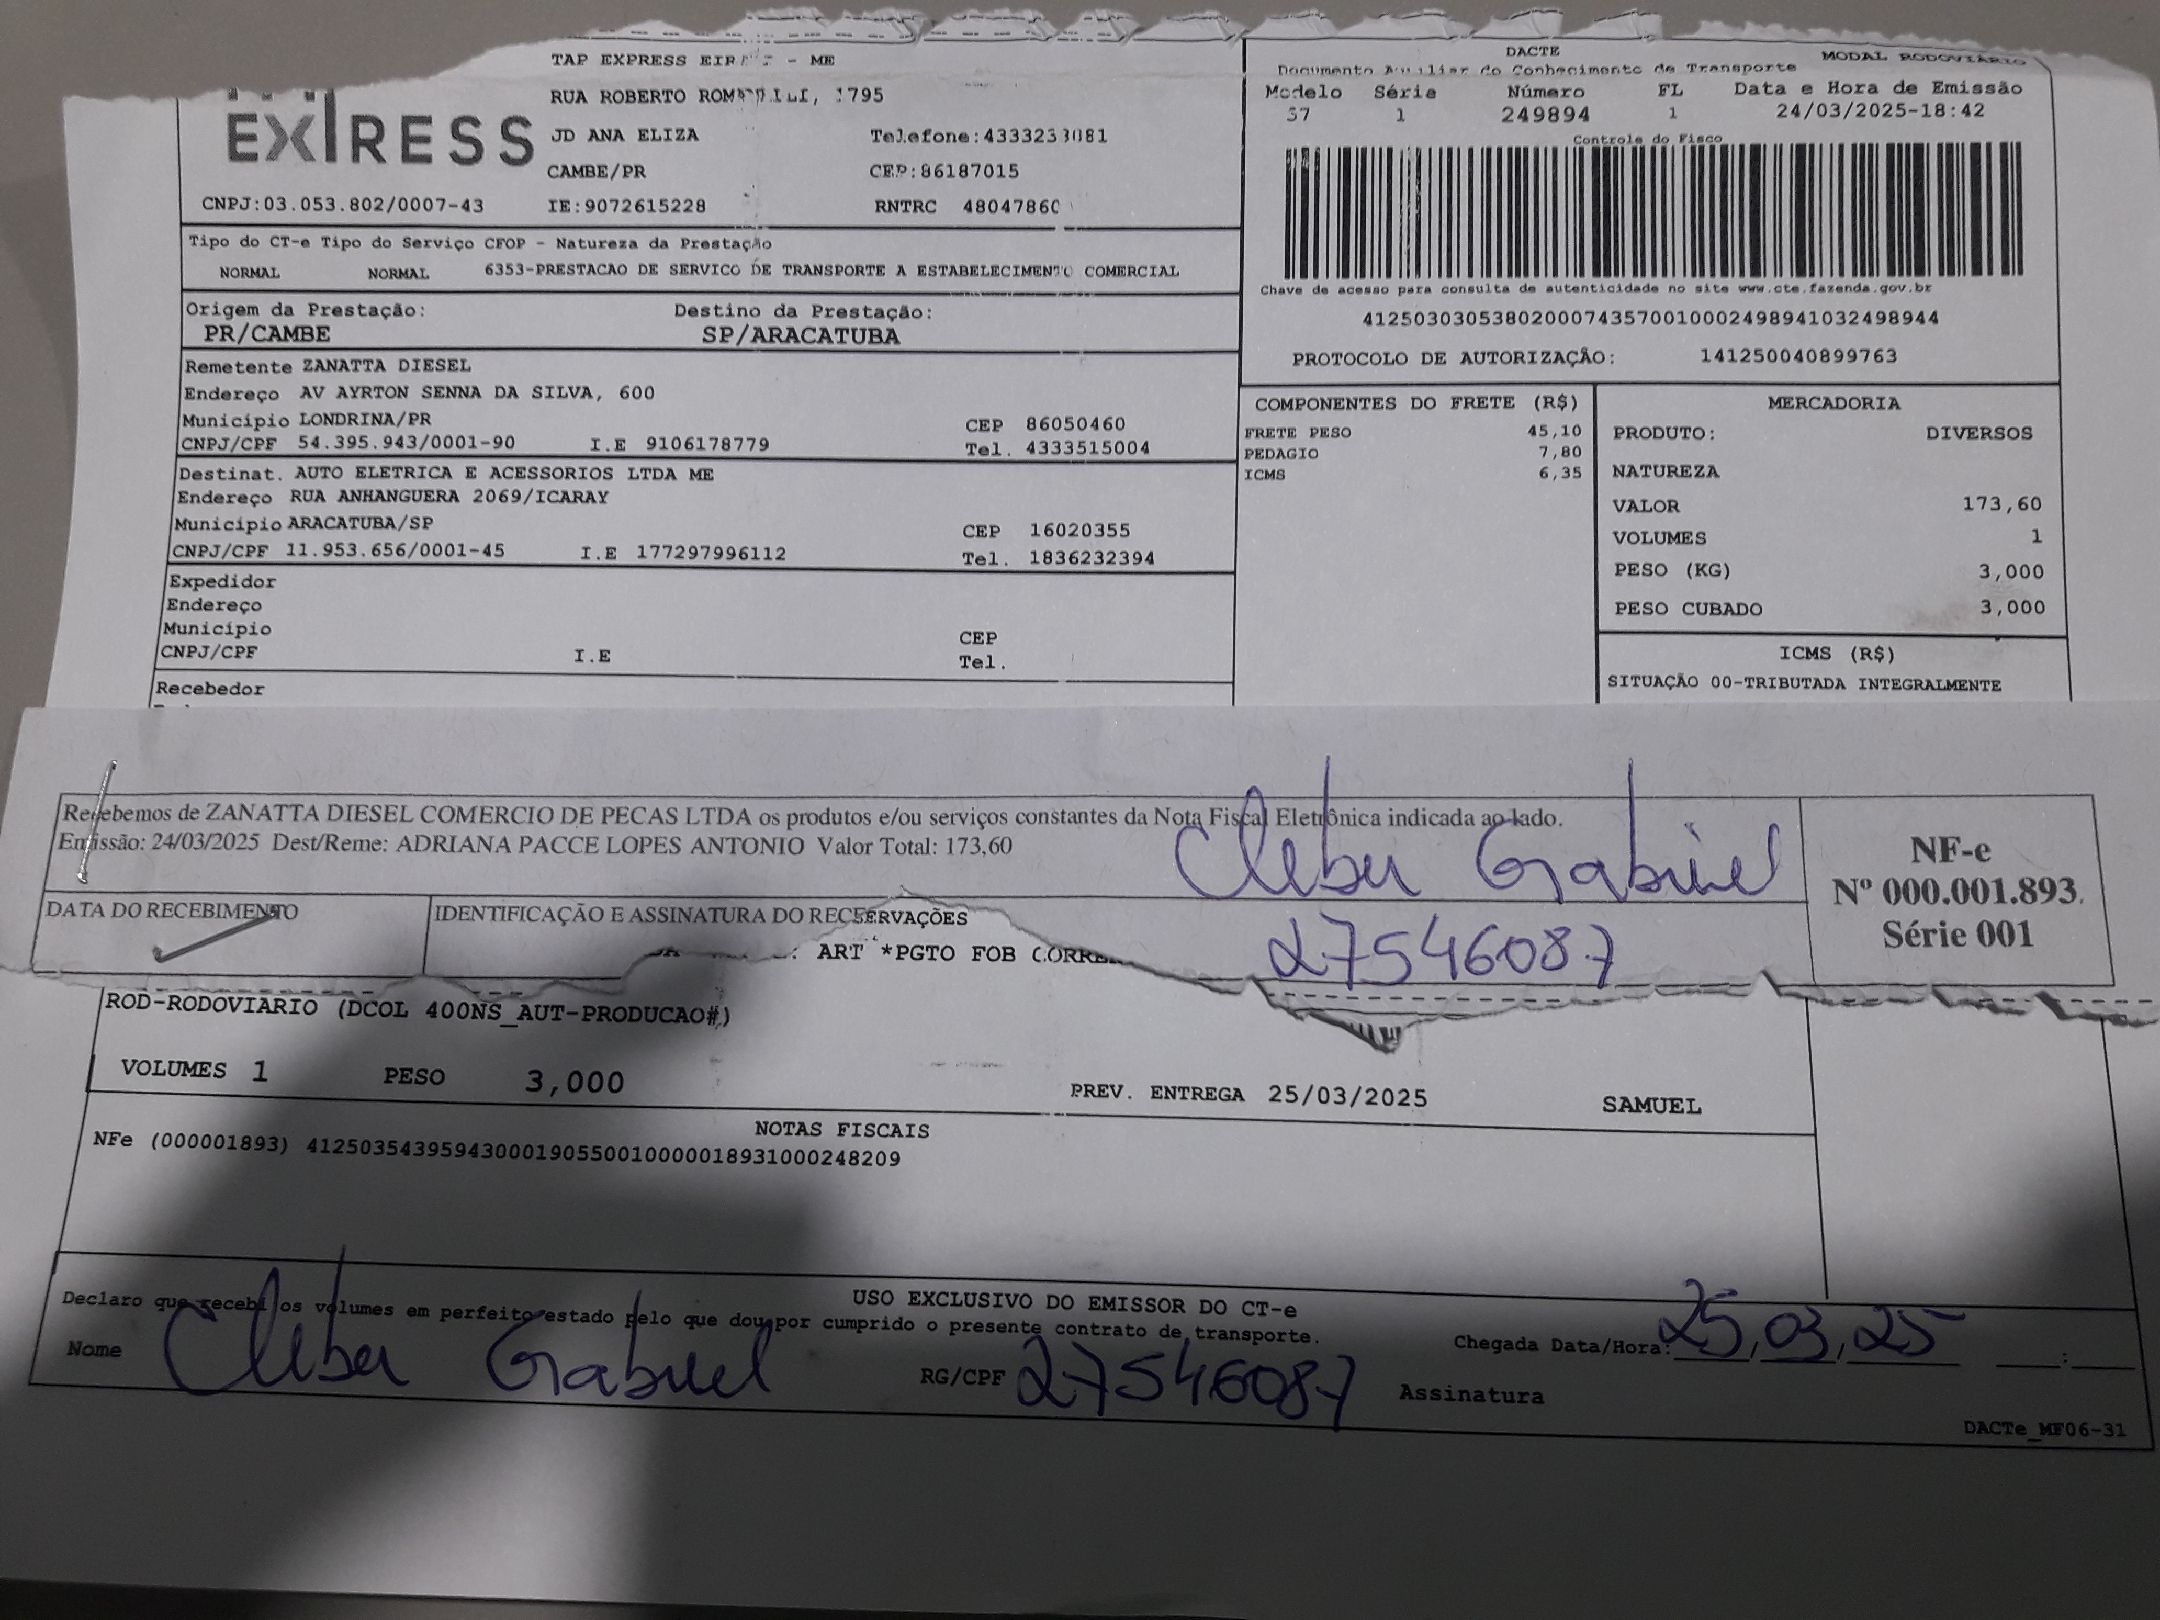 TAP EXPRESS - ME
RUA ROBERTO 1795
EXPRESS
JD ANA ELIZA Telefone:4333233081
CAMBE/PR CEP:86187015
CNPJ:03.053.802/0007-43 IE:9072615228 RNTRC 48047860
DACTE MODAL RODOVIÁRIO
Documento Auxiliar do Conhecimento de Transporte
Modelo Série Número FL Data e Hora de Emissão
57 1 249894 1 24/03/2025-18:42
Controle do Fisco
Chave de acesso para consulta de autenticidade no site www.cte.fazenda.gov.br
41250303053802000743570010002498941032498944
PROTOCOLO DE AUTORIZAÇÃO: 141250040899763
Tipo do CT-e Tipo do Serviço CFOP - Natureza da Prestação
NORMAL NORMAL 6353-PRESTACAO DE SERVICO DE TRANSPORTE A ESTABELECIMENTO COMERCIAL
Origem da Prestação: Destino da Prestação:
PR/CAMBE SP/ARACATUBA
Remetente ZANATTA DIESEL
Endereço AV AYRTON SENNA DA SILVA, 600
Município LONDRINA/PR CEP 86050460
CNPJ/CPF 54.395.943/0001-90 I.E 9106178779 Tel. 4333515004
Destinat. AUTO ELETRICA E ACESSORIOS LTDA ME
Endereço RUA ANHANGUERA 2069/ICARAY
Município ARACATUBA/SP CEP 16020355
CNPJ/CPF 11.953.656/0001-45 I.E 177297996112 Tel. 1836232394
Expedidor
Endereço
Município CEP
CNPJ/CPF I.E Tel.
Recebedor
COMPONENTES DO FRETE (R$)
FRETE PESO 45,10
PEDAGIO 7,80
ICMS 6,35
MERCADORIA
PRODUTO: DIVERSOS
NATUREZA
VALOR 173,60
VOLUMES 1
PESO (KG) 3,000
PESO CUBADO 3,000
ICMS (R$)
SITUAÇÃO 00-TRIBUTADA INTEGRALMENTE
Recebemos de ZANATTA DIESEL COMERCIO DE PECAS LTDA os produtos e/ou serviços constantes da Nota Fiscal Eletrônica indicada ao lado.
Emissão: 24/03/2025 Dest/Reme: ADRIANA PACCE LOPES ANTONIO Valor Total: 173,60
Cleber Gabriel
NF-e
Nº 000.001.893.
Série 001
DATA DO RECEBIMENTO IDENTIFICAÇÃO E ASSINATURA DO RECE
ERVAÇÕES
27546087
: ART *PGTO FOB CORRE
ROD-RODOVIARIO (DCOL 400NS_AUT-PRODUCAO#)
VOLUMES 1 PESO 3,000 PREV. ENTREGA 25/03/2025 SAMUEL
NOTAS FISCAIS
NFe (000001893) 41250354395943000190550010000018931000248209
USO EXCLUSIVO DO EMISSOR DO CT-e
Declaro que recebi os volumes em perfeito estado pelo que dou por cumprido o presente contrato de transporte.
Chegada Data/Hora: 25,03,25 :
Nome Cleber Gabriel RG/CPF 27546087 Assinatura
DACTe_MF06-31